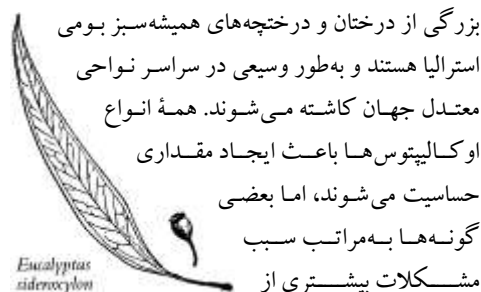 بزرگی از درختان و درختچه‌های همیشه‌سبز بومی
استرالیا هستند و به‌طور وسیعی در سراسر نواحی
معتدل جهان کاشته می‌شوند. همهٔ انواع
اوکالیپتوس‌ها باعث ایجاد مقداری
حساسیت می‌شوند، اما بعضی
گونه‌ها به‌مراتب سبب
مشکلات بیشتری از
Eucalyptus
sideroxylon